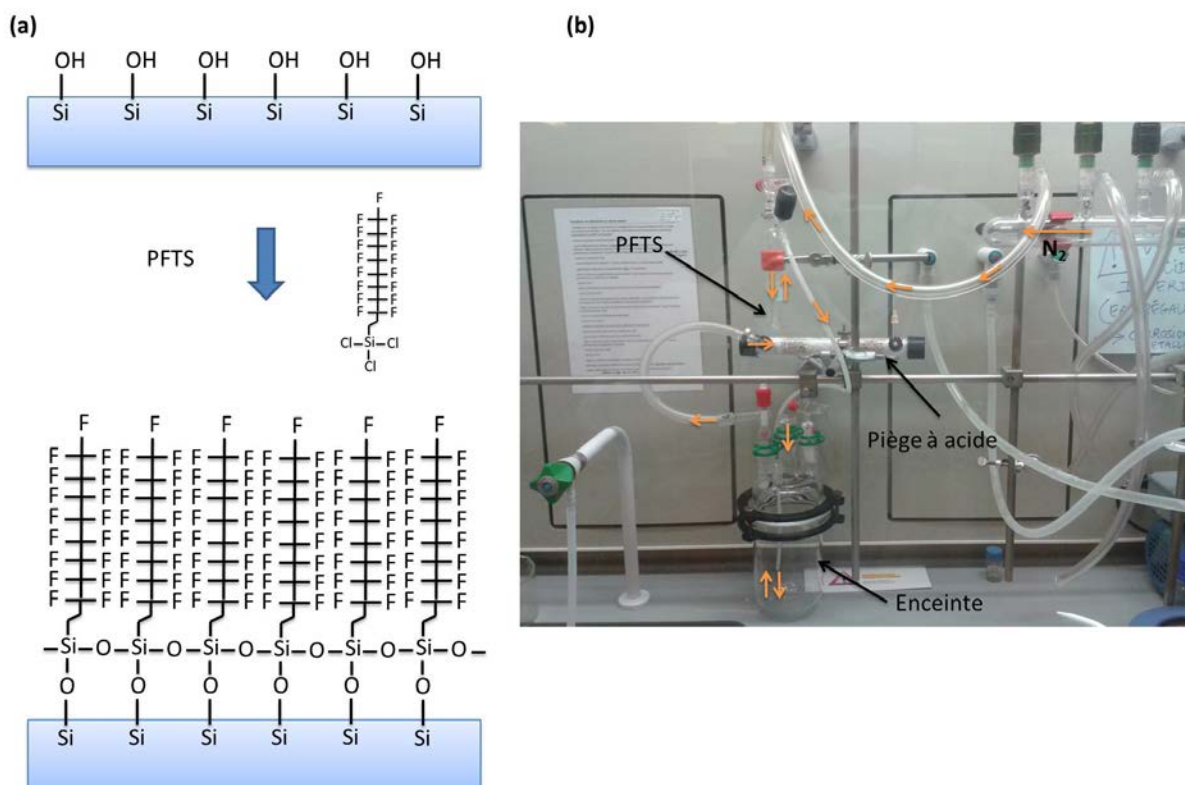 (a)
(b)
OH OH OH OH OH OH
Si Si Si Si Si Si
PFTS
F
F F
F F
F F
F F
F F
F F
F F
F F
Cl–Si–Cl
Cl
F F F F F F
F F F F F F F F F F F F
F F F F F F F F F F F F
F F F F F F F F F F F F
F F F F F F F F F F F F
F F F F F F F F F F F F
F F F F F F F F F F F F
F F F F F F F F F F F F
F F F F F F F F F F F F
–Si–O–Si–O–Si–O–Si–O–Si–O–Si–O–
O O O O O O
Si Si Si Si Si Si
PFTS
N₂
Piège à acide
Enceinte